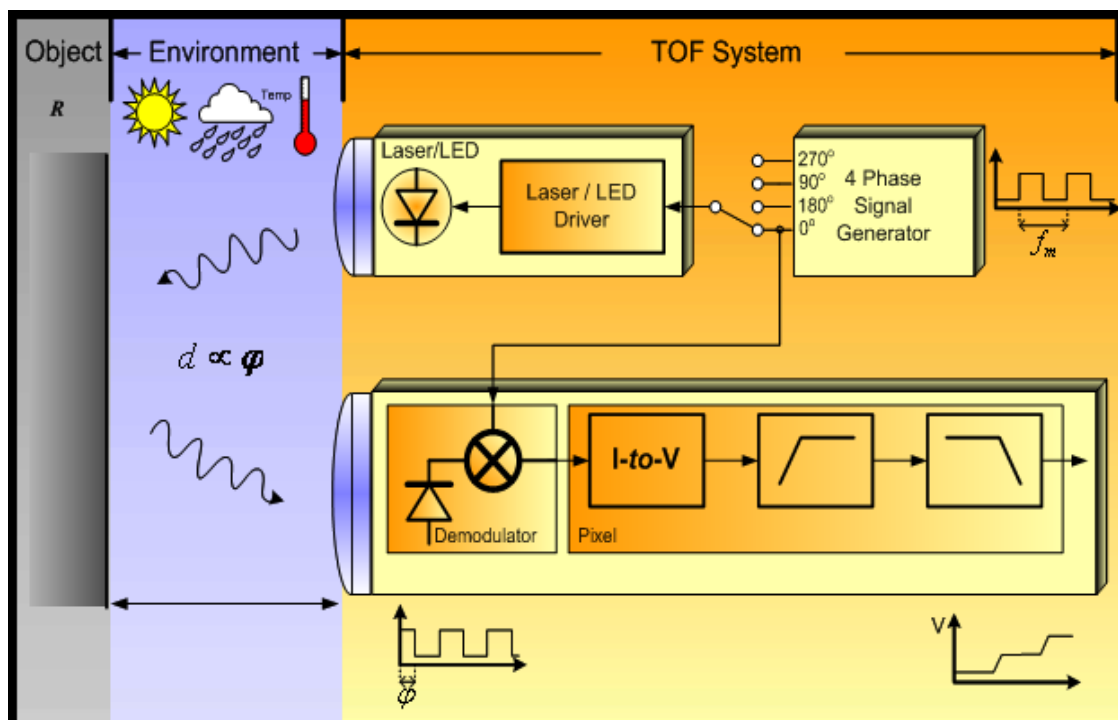 Object
Environment
TOF System
R
Temp
Laser/LED
Laser / LED
Driver
270°
90°
180°
0°
4 Phase
Signal
Generator
fm
d ∝ φ
I-to-V
Demodulator
Pixel
φ
V